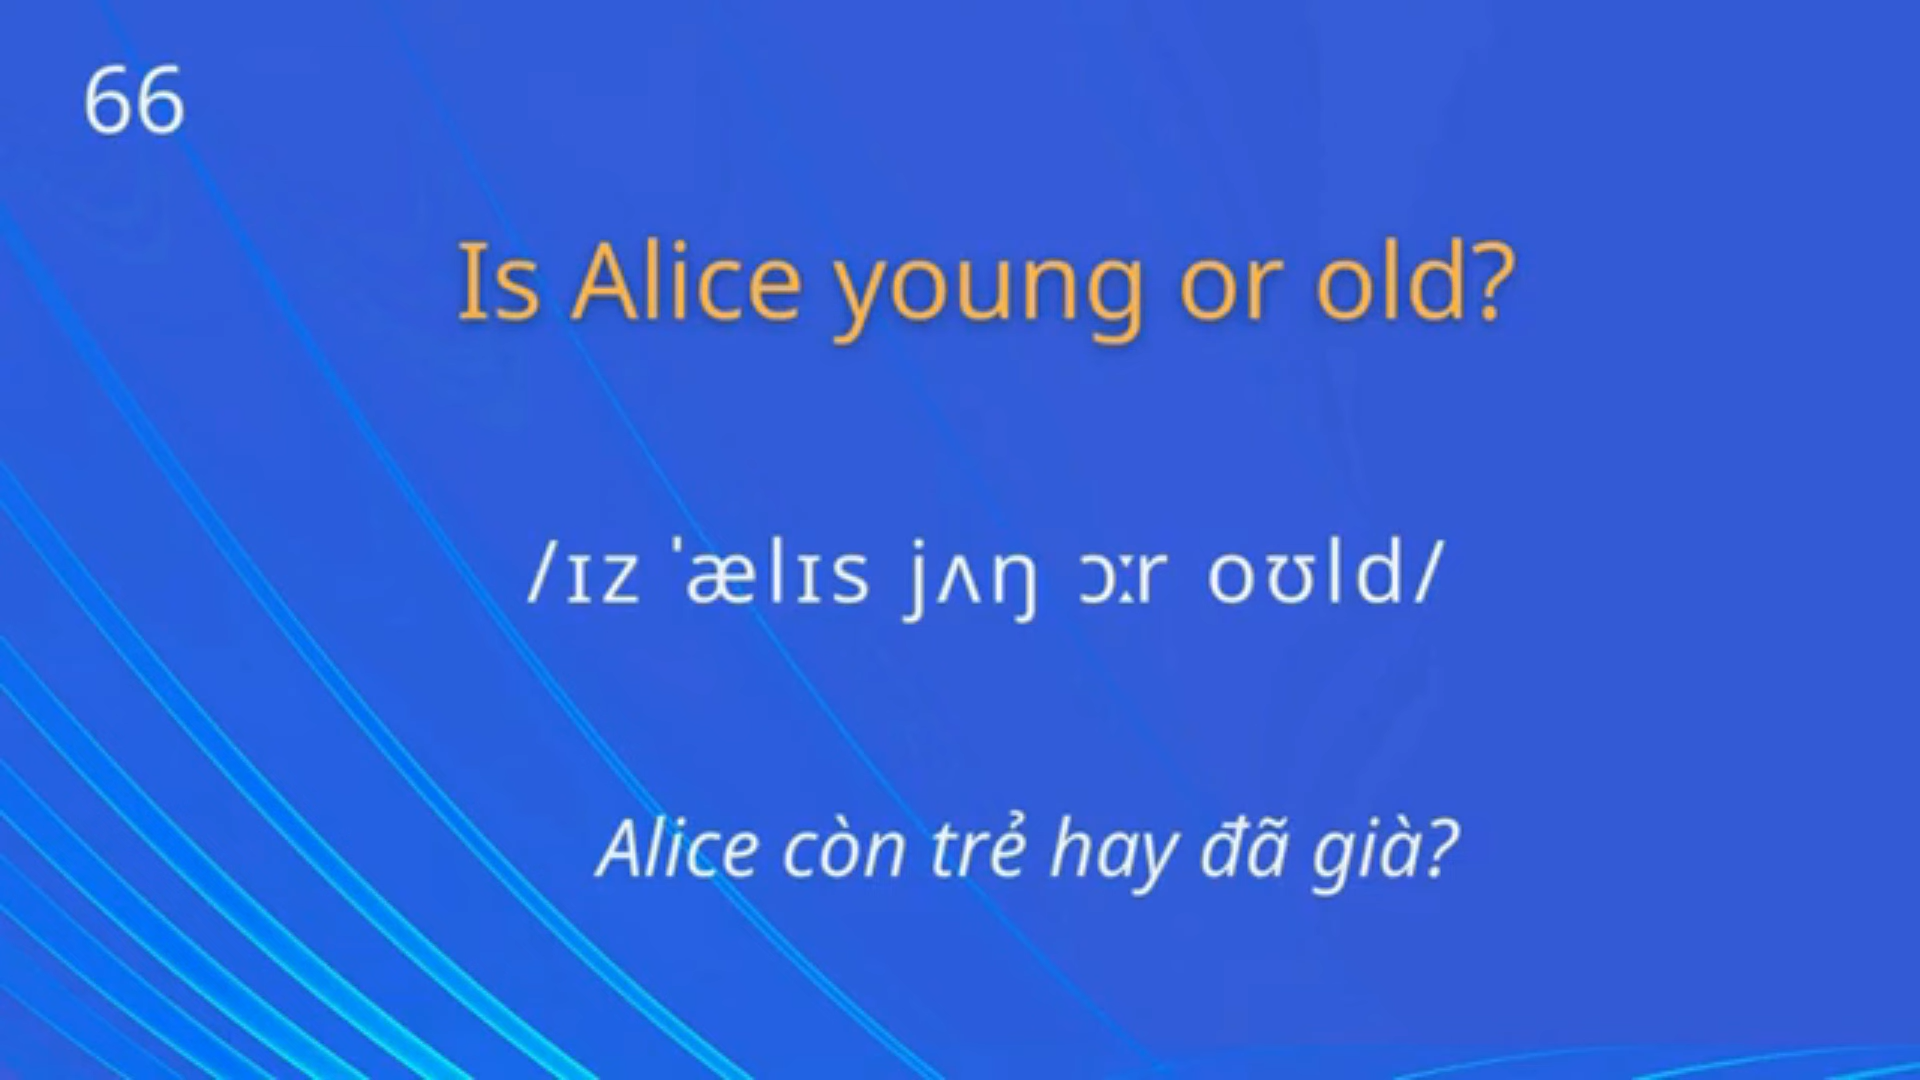 66
Is Alice young or old?
/ɪz ˈælɪs jʌŋ ɔːr oʊld/
Alice còn trẻ hay đã già?